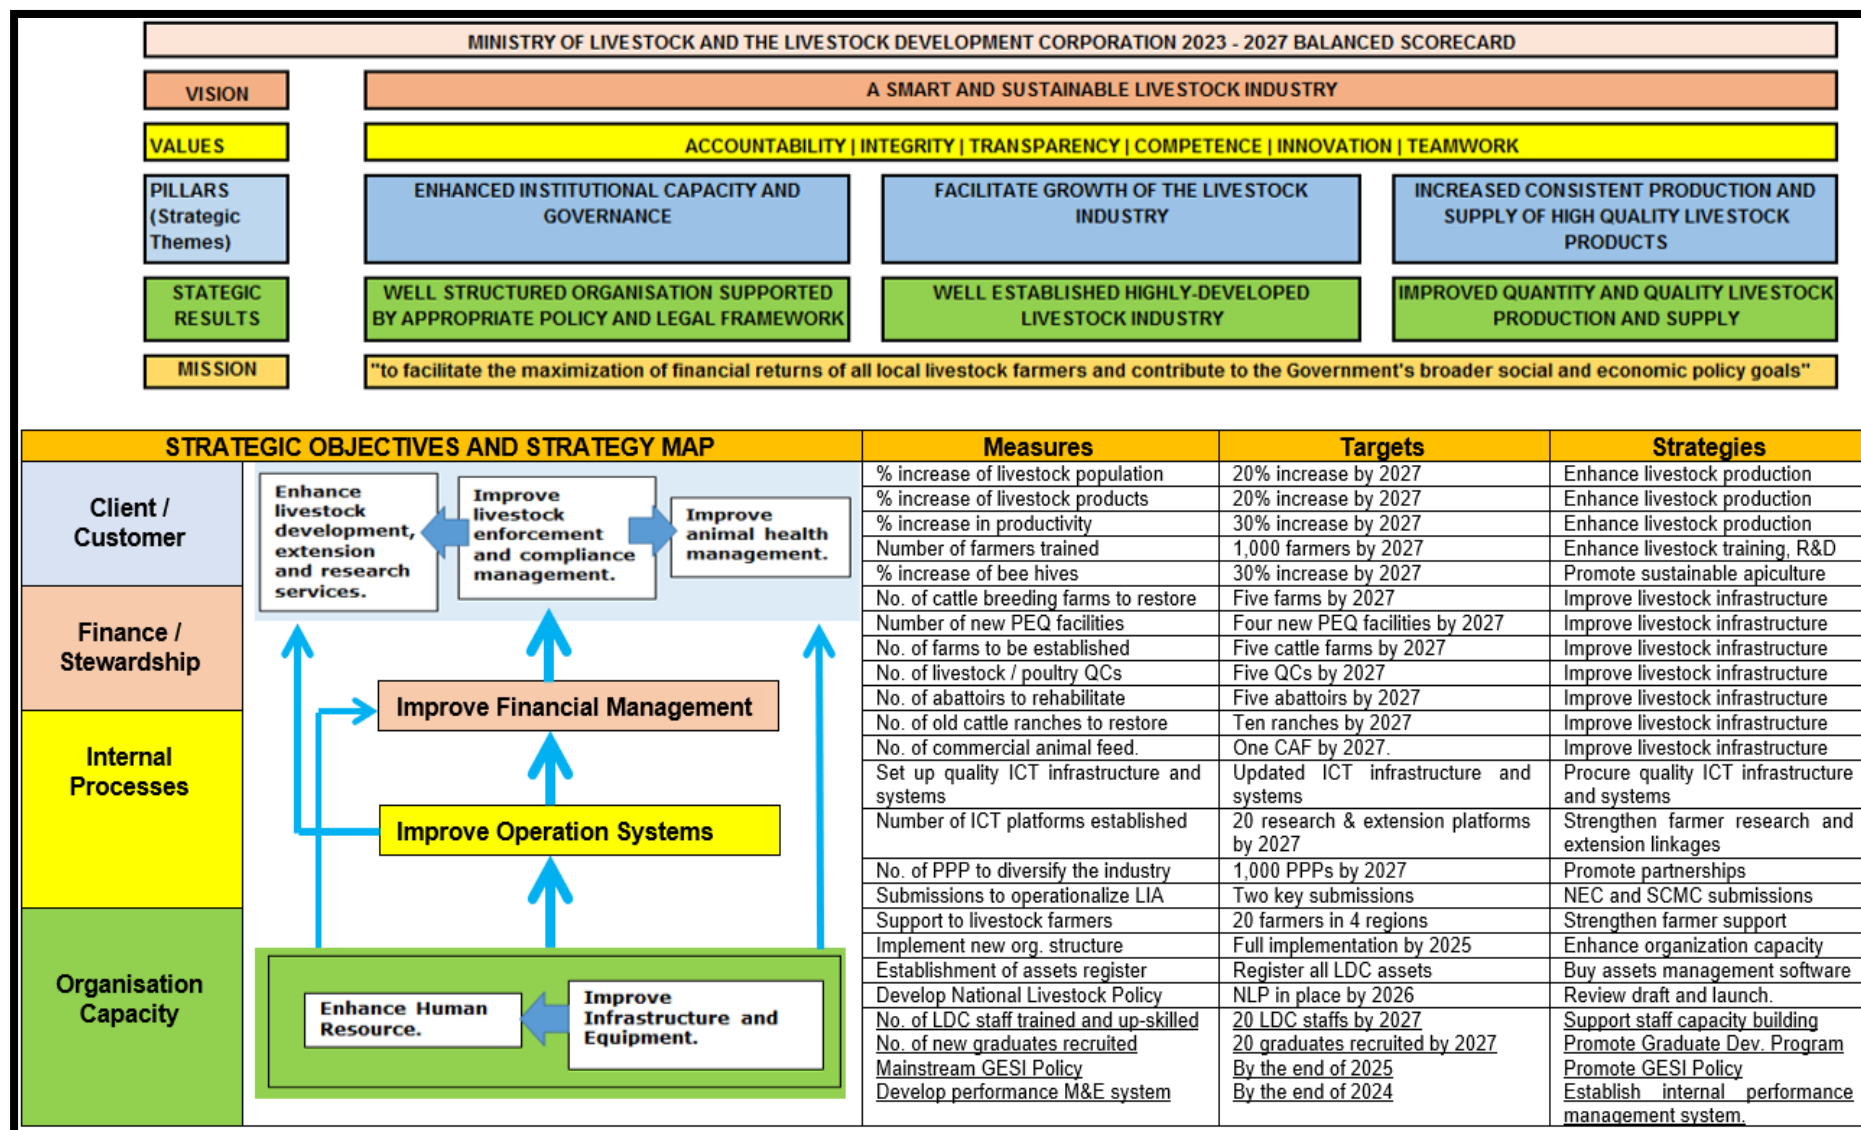 MINISTRY OF LIVESTOCK AND THE LIVESTOCK DEVELOPMENT CORPORATION 2023 - 2027 BALANCED SCORECARD
VISION
A SMART AND SUSTAINABLE LIVESTOCK INDUSTRY
VALUES
ACCOUNTABILITY | INTEGRITY | TRANSPARENCY | COMPETENCE | INNOVATION | TEAMWORK
PILLARS
(Strategic
Themes)
ENHANCED INSTITUTIONAL CAPACITY AND
GOVERNANCE
FACILITATE GROWTH OF THE LIVESTOCK
INDUSTRY
INCREASED CONSISTENT PRODUCTION AND
SUPPLY OF HIGH QUALITY LIVESTOCK
PRODUCTS
STATEGIC
RESULTS
WELL STRUCTURED ORGANISATION SUPPORTED
BY APPROPRIATE POLICY AND LEGAL FRAMEWORK
WELL ESTABLISHED HIGHLY-DEVELOPED
LIVESTOCK INDUSTRY
IMPROVED QUANTITY AND QUALITY LIVESTOCK
PRODUCTION AND SUPPLY
MISSION
"to facilitate the maximization of financial returns of all local livestock farmers and contribute to the Government's broader social and economic policy goals"
STRATEGIC OBJECTIVES AND STRATEGY MAP
Client /
Customer
Finance /
Stewardship
Internal
Processes
Organisation
Capacity
Enhance
livestock
development,
extension
and research
services.
Improve
livestock
enforcement
and compliance
management.
Improve
animal health
management.
Improve Financial Management
Improve Operation Systems
Enhance Human
Resource.
Improve
Infrastructure and
Equipment.
Measures Targets Strategies
% increase of livestock population 20% increase by 2027 Enhance livestock production
% increase of livestock products 20% increase by 2027 Enhance livestock production
% increase in productivity 30% increase by 2027 Enhance livestock production
Number of farmers trained 1,000 farmers by 2027 Enhance livestock training, R&D
% increase of bee hives 30% increase by 2027 Promote sustainable apiculture
No. of cattle breeding farms to restore Five farms by 2027 Improve livestock infrastructure
Number of new PEQ facilities Four new PEQ facilities by 2027 Improve livestock infrastructure
No. of farms to be established Five cattle farms by 2027 Improve livestock infrastructure
No. of livestock / poultry QCs Five QCs by 2027 Improve livestock infrastructure
No. of abattoirs to rehabilitate Five abattoirs by 2027 Improve livestock infrastructure
No. of old cattle ranches to restore Ten ranches by 2027 Improve livestock infrastructure
No. of commercial animal feed. One CAF by 2027. Improve livestock infrastructure
Set up quality ICT infrastructure and Updated ICT infrastructure and Procure quality ICT infrastructure
systems systems and systems
Number of ICT platforms established 20 research & extension platforms Strengthen farmer research and
by 2027 extension linkages
No. of PPP to diversify the industry 1,000 PPPs by 2027 Promote partnerships
Submissions to operationalize LIA Two key submissions NEC and SCMC submissions
Support to livestock farmers 20 farmers in 4 regions Strengthen farmer support
Implement new org. structure Full implementation by 2025 Enhance organization capacity
Establishment of assets register Register all LDC assets Buy assets management software
Develop National Livestock Policy NLP in place by 2026 Review draft and launch.
No. of LDC staff trained and up-skilled 20 LDC staffs by 2027 Support staff capacity building
No. of new graduates recruited 20 graduates recruited by 2027 Promote Graduate Dev. Program
Mainstream GESI Policy By the end of 2025 Promote GESI Policy
Develop performance M&E system By the end of 2024 Establish internal performance
management system.